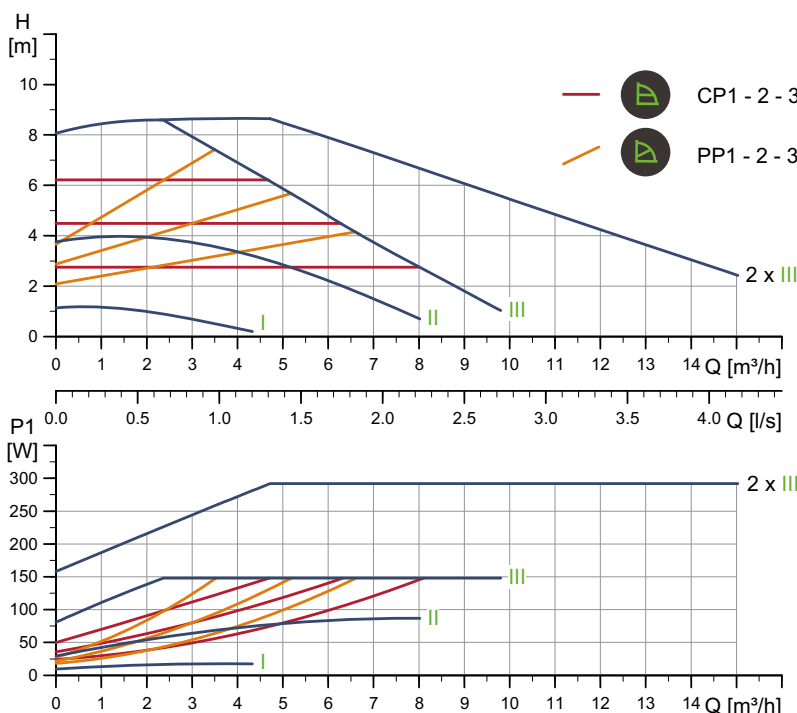 H
[m]
10
8
6
4
2
0
CP1 - 2 - 3
PP1 - 2 - 3
2 x III
I
II
III
0 1 2 3 4 5 6 7 8 9 10 11 12 13 14 Q [m³/h]
0.0 0.5 1.0 1.5 2.0 2.5 3.0 3.5 4.0 Q [l/s]
P1
[W]
300
250
200
150
100
50
0
2 x III
III
II
I
0 1 2 3 4 5 6 7 8 9 10 11 12 13 14 Q [m³/h]